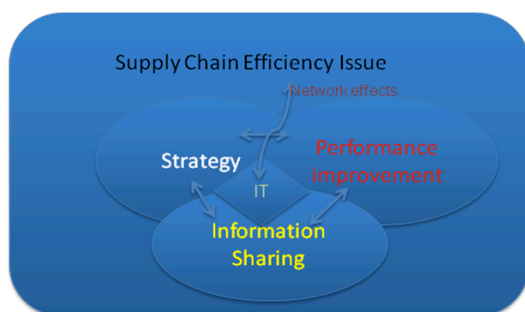 Supply Chain Efficiency Issue
Network effects
Strategy
Performance
improvement
IT
Information
Sharing